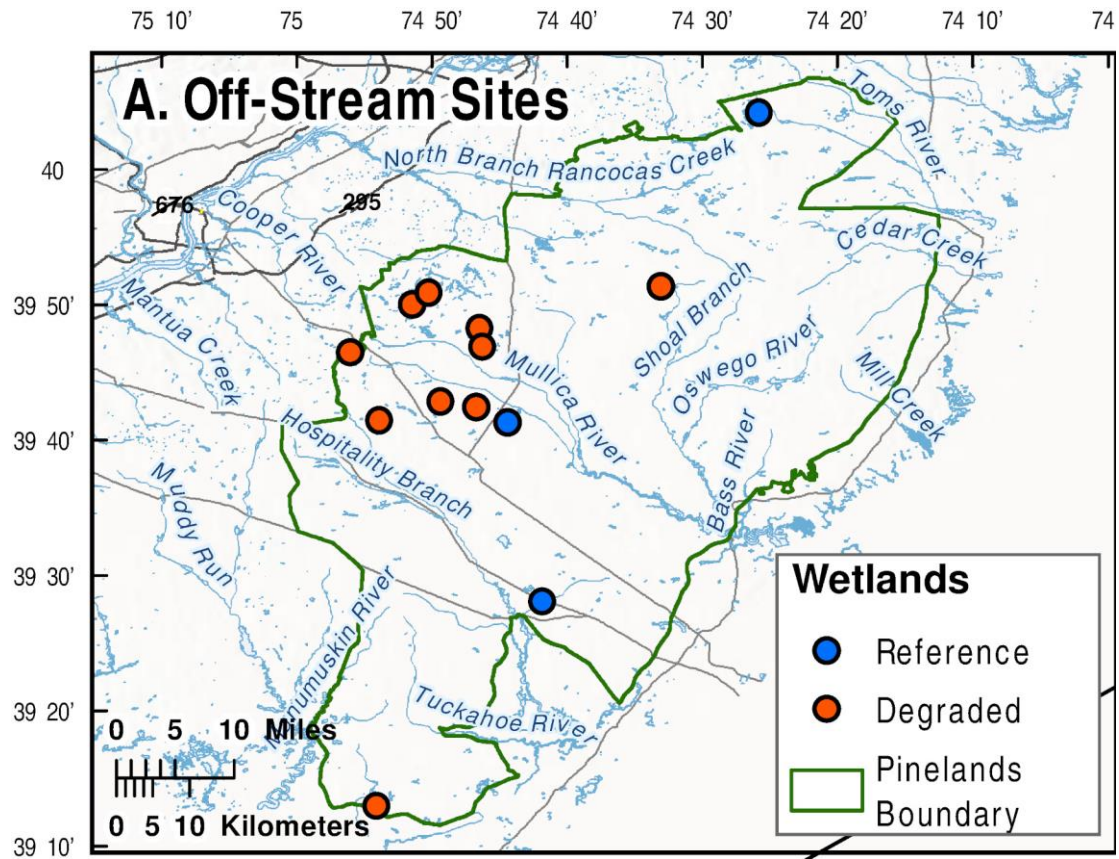 75 10' 75 74 50' 74 40' 74 30' 74 20' 74 10' 74
A. Off-Stream Sites
Toms River
North Branch Rancocas Creek
40
676
295
Cooper River
Cedar Creek
39 50'
Mantua Creek
Shoal Branch
Oswego River
Mullica River
Mill Creek
39 40'
Hospitality Branch
Bass River
Muddy Run
39 30'
Manumuskin River
Tuckahoe River
39 20'
39 10'
0 5 10 Miles
0 5 10 Kilometers
Wetlands
Reference
Degraded
Pinelands
Boundary